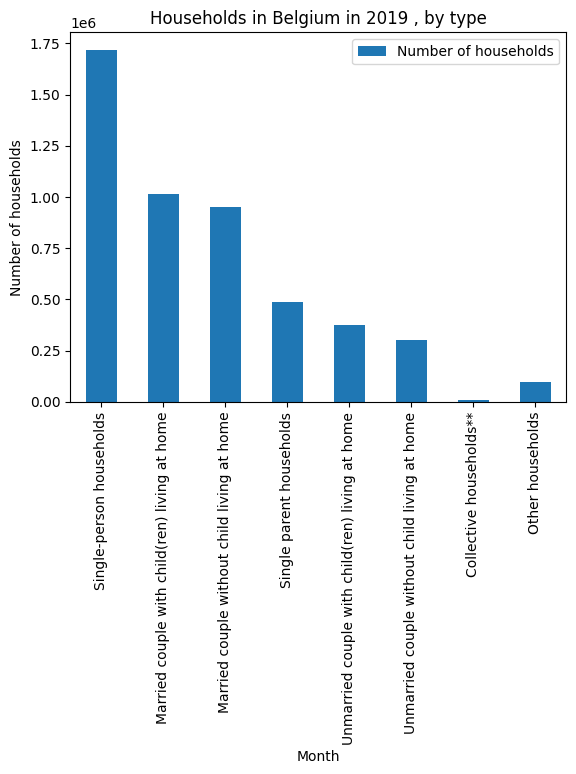 Households in Belgium in 2019 , by type
1e6
Number of households
1.75
1.50
1.25
1.00
0.75
0.50
0.25
0.00
Number of households
Single-person households
Married couple with child(ren) living at home
Married couple without child living at home
Single parent households
Unmarried couple with child(ren) living at home
Unmarried couple without child living at home
Collective households**
Other households
Month